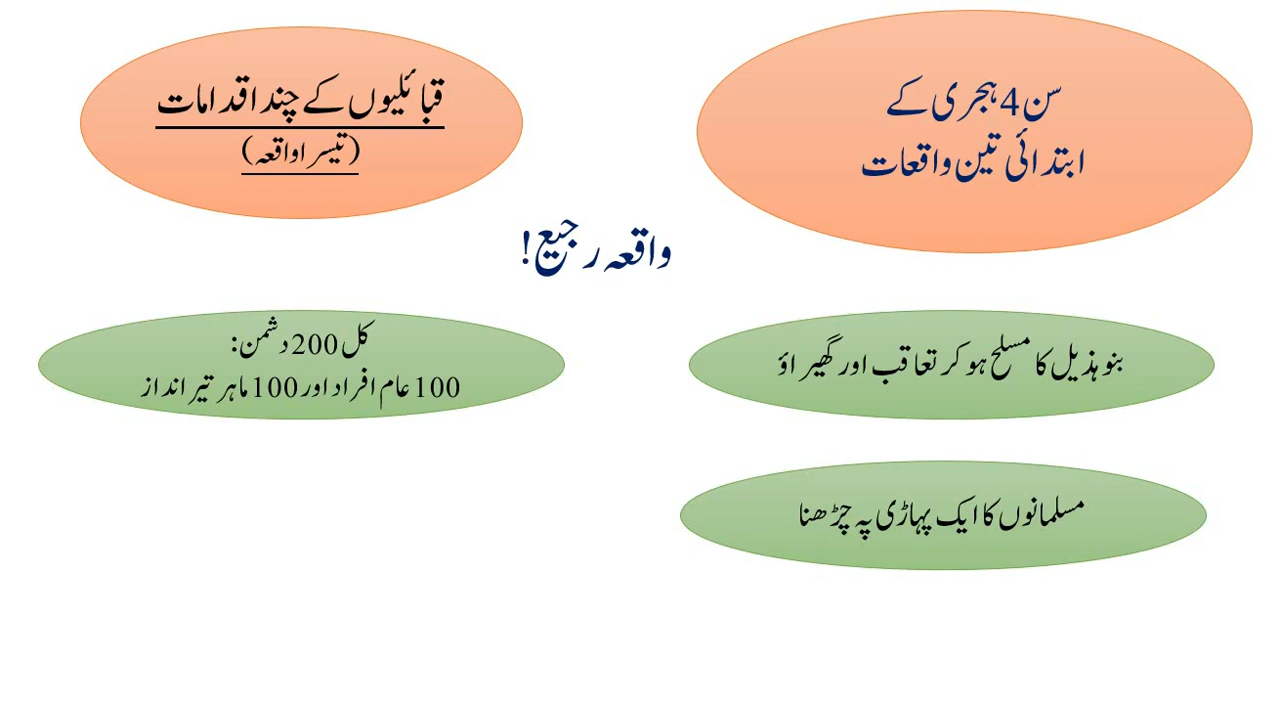 سن 4 ہجری کے
ابتدائی تین واقعات
قبائلیوں کے چند اقدامات
(تیسرا واقعہ)
واقعہ رجیع!
بنو ہذیل کا مسلح ہو کر تعاقب اور گھیراؤ
کل 200 دشمن:
100 عام افراد اور 100 ماہر تیر انداز
مسلمانوں کا ایک پہاڑی پہ چڑھنا